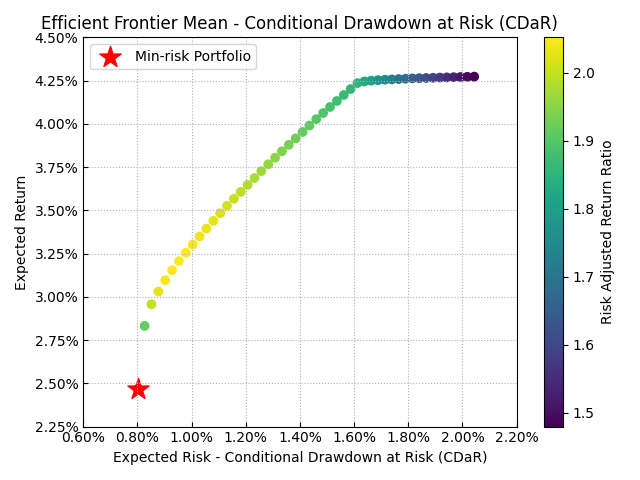 Efficient Frontier Mean - Conditional Drawdown at Risk (CDaR)
Min-risk Portfolio
4.50%
4.25%
4.00%
3.75%
3.50%
3.25%
3.00%
2.75%
2.50%
2.25%
Expected Return
0.60% 0.80% 1.00% 1.20% 1.40% 1.60% 1.80% 2.00% 2.20%
Expected Risk - Conditional Drawdown at Risk (CDaR)
2.0
1.9
1.8
1.7
1.6
1.5
Risk Adjusted Return Ratio